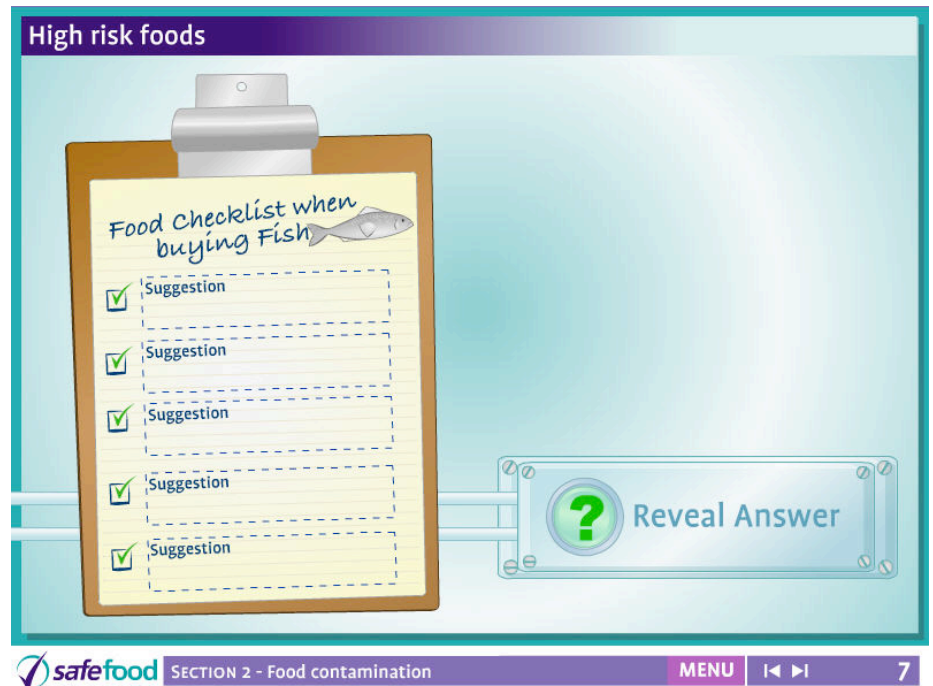 High risk foods
Food Checklist when
buying Fish
Suggestion
Suggestion
Suggestion
Suggestion
Suggestion
? Reveal Answer
safefood SECTION 2 - Food contamination MENU 7